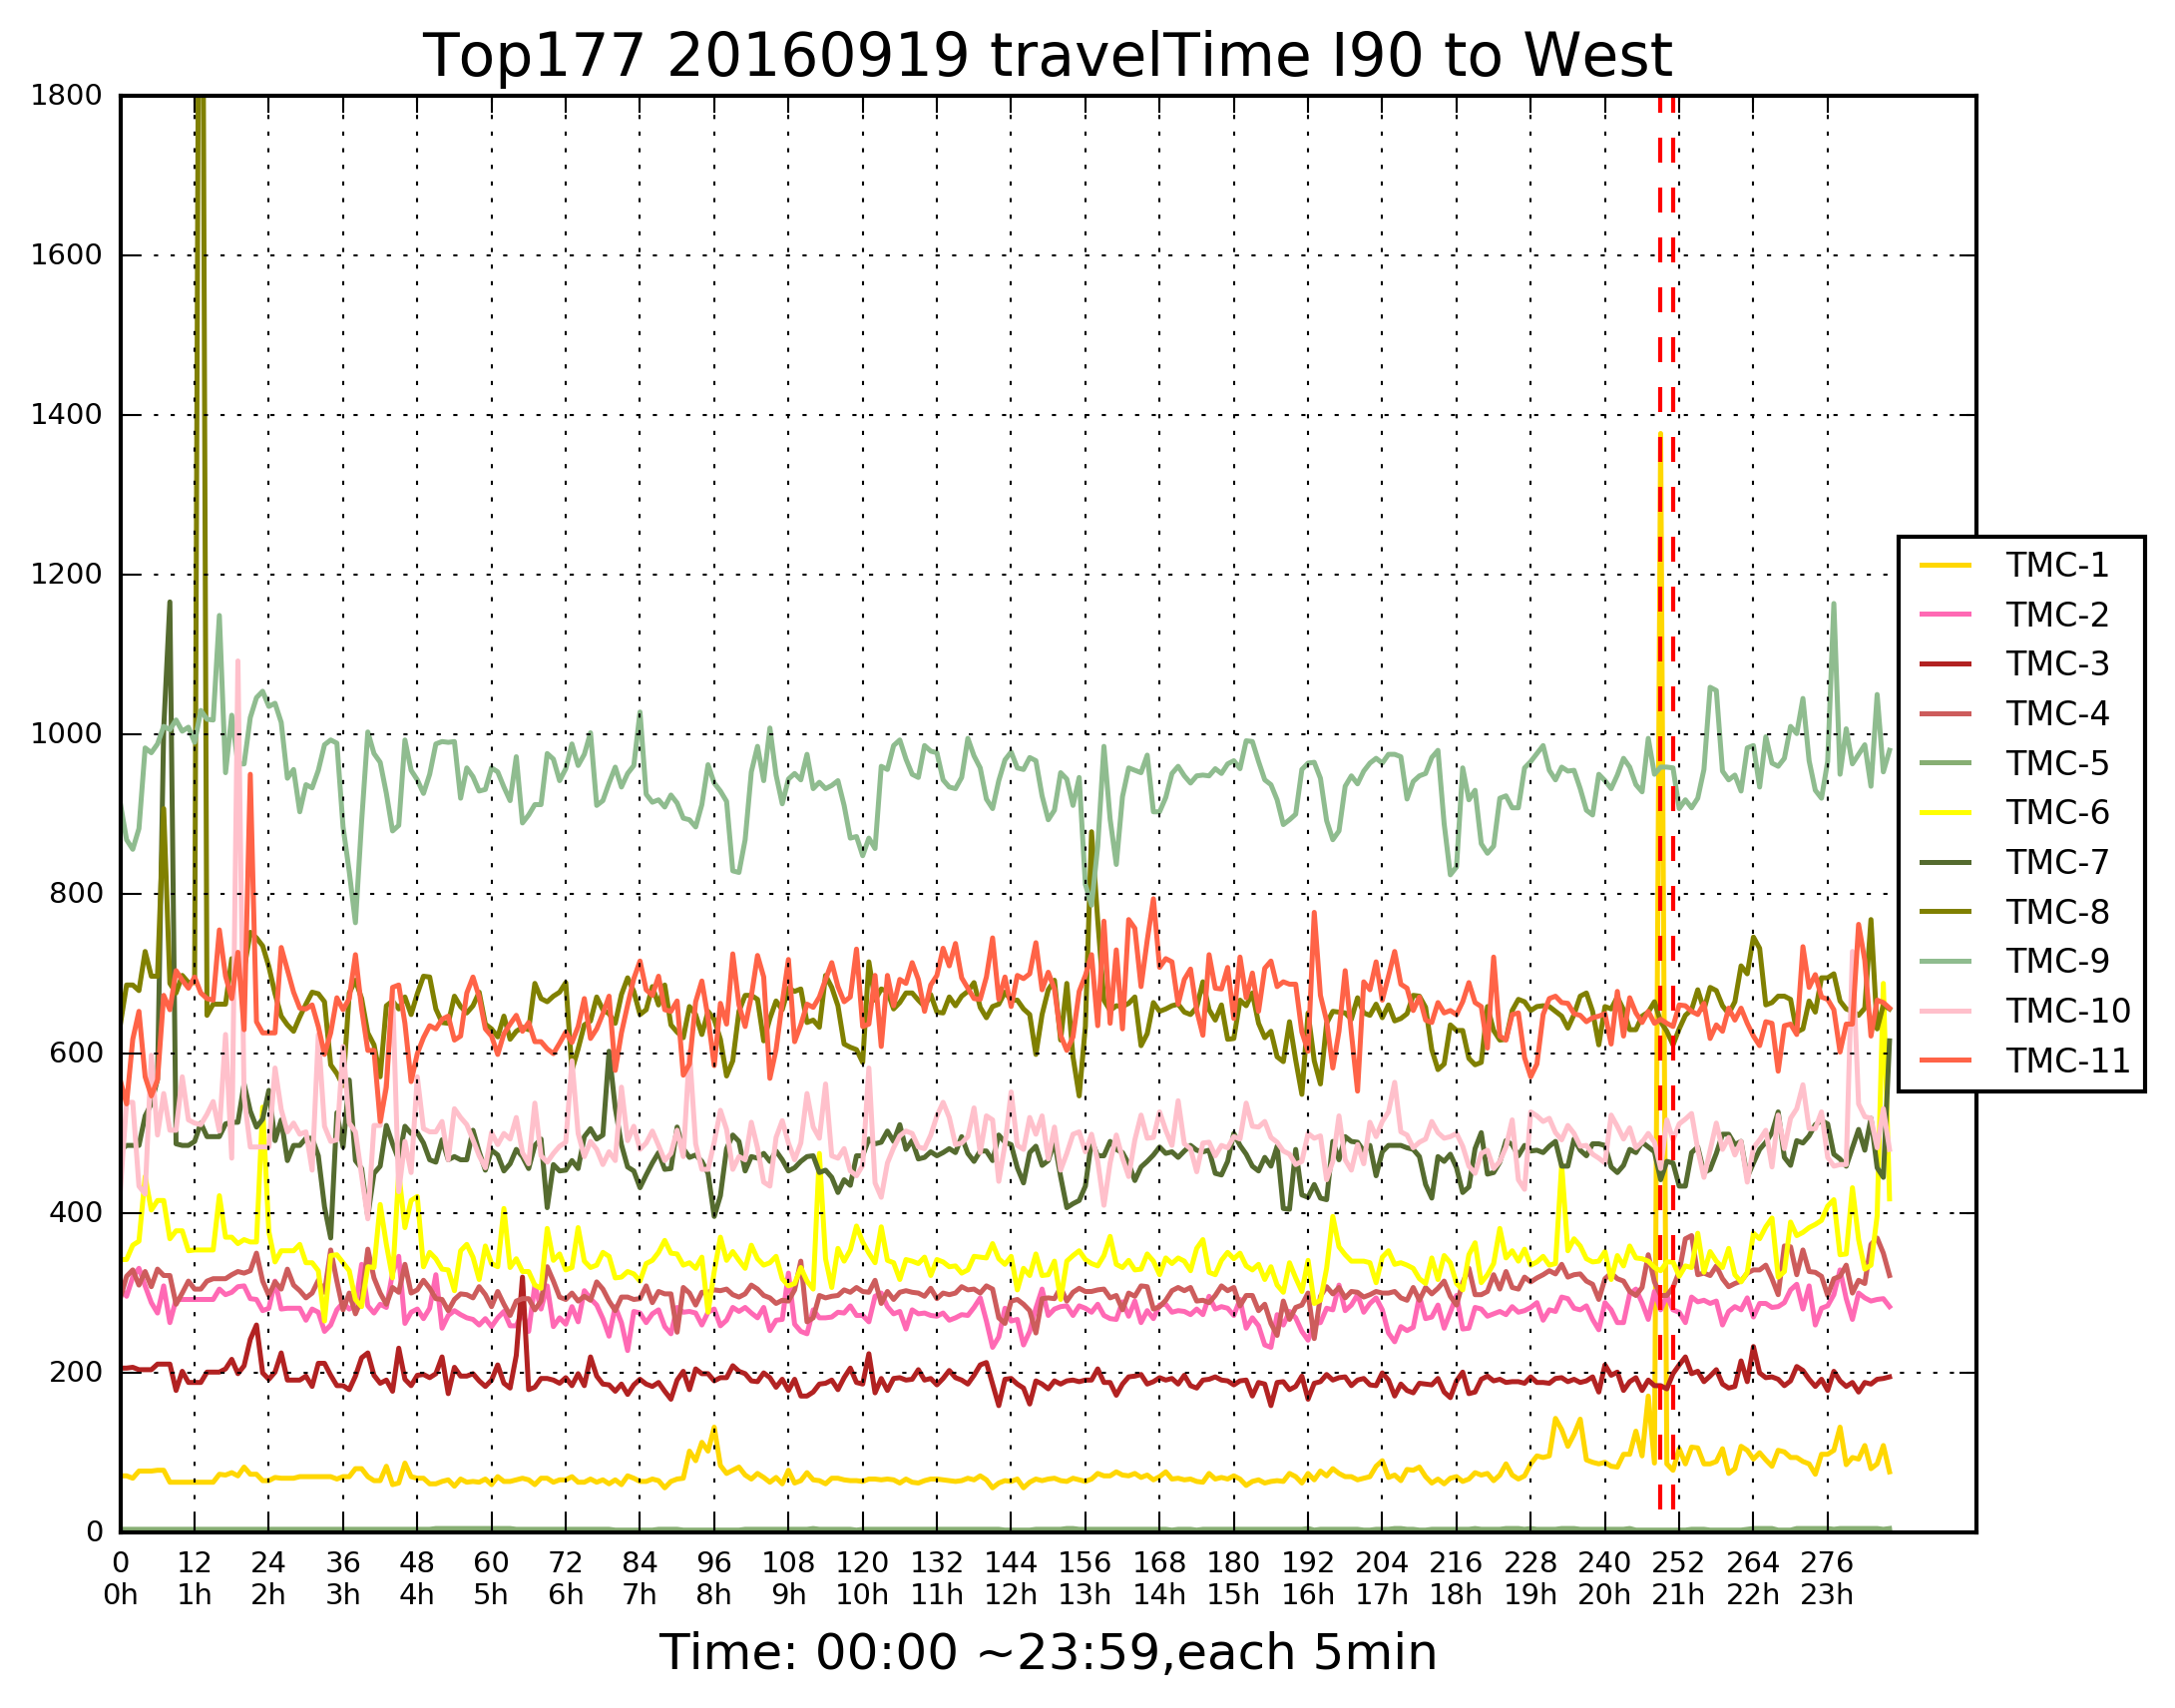 Top177 20160919 travelTime I90 to West
1800
1600
1400
1200
1000
800
600
400
200
0
TMC-1
TMC-2
TMC-3
TMC-4
TMC-5
TMC-6
TMC-7
TMC-8
TMC-9
TMC-10
TMC-11
0 12 24 36 48 60 72 84 96 108 120 132 144 156 168 180 192 204 216 228 240 252 264 276
0h 1h 2h 3h 4h 5h 6h 7h 8h 9h 10h 11h 12h 13h 14h 15h 16h 17h 18h 19h 20h 21h 22h 23h
Time: 00:00 ~23:59,each 5min